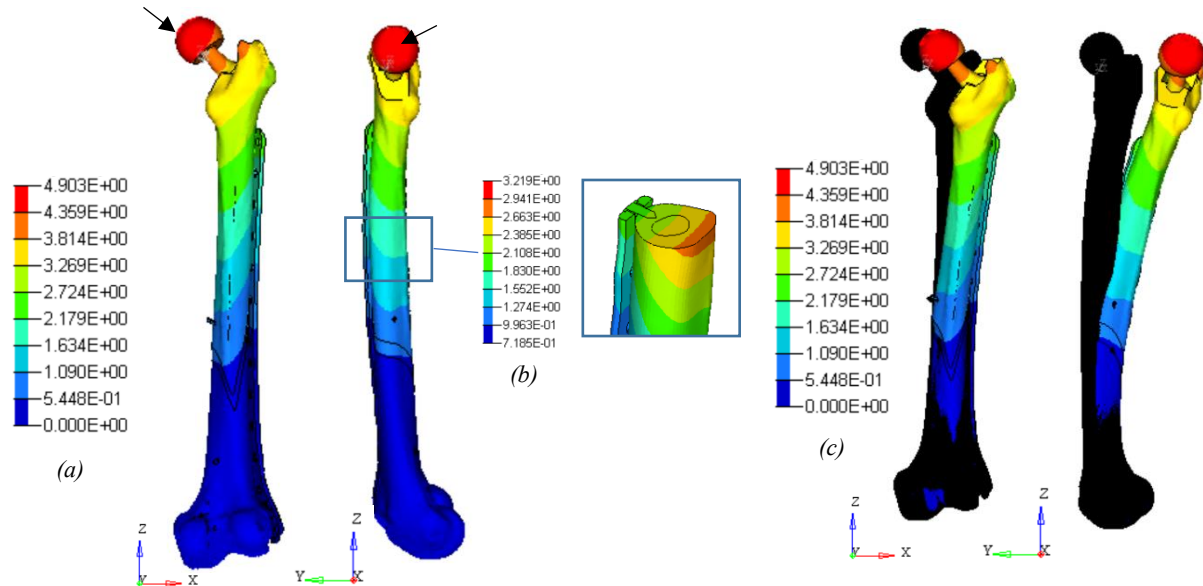 4.903E+00
4.359E+00
3.814E+00
3.269E+00
2.724E+00
2.179E+00
1.634E+00
1.090E+00
5.448E-01
0.000E+00
(a)
3.219E+00
2.941E+00
2.663E+00
2.385E+00
2.108E+00
1.830E+00
1.552E+00
1.274E+00
9.963E-01
7.185E-01
(b)
4.903E+00
4.359E+00
3.814E+00
3.269E+00
2.724E+00
2.179E+00
1.634E+00
1.090E+00
5.448E-01
0.000E+00
(c)
Z
Y X
Z
Y X
Z
Y X
Z
Y X